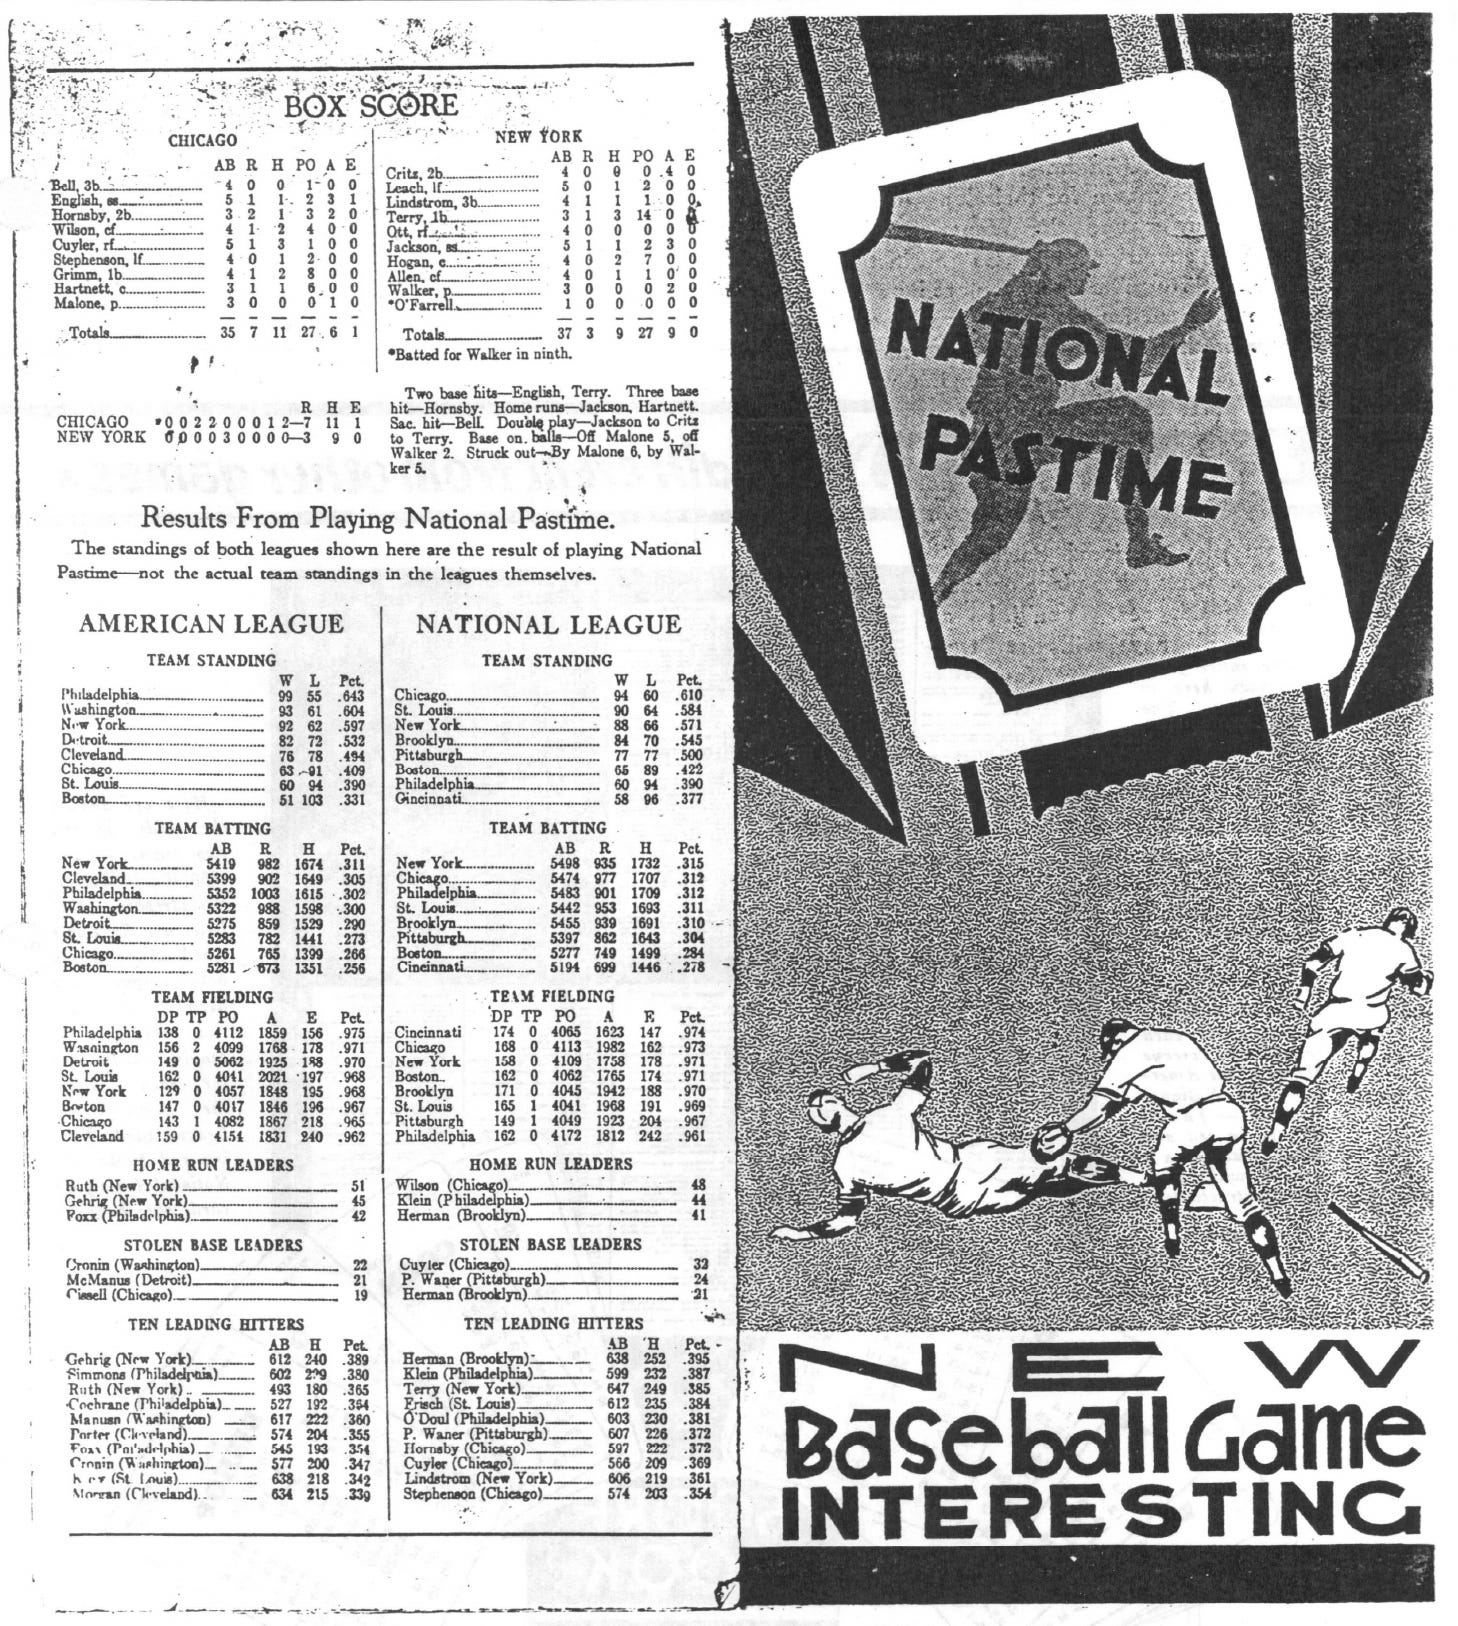 BOX SCORE
CHICAGO
AB R H PO A E
Bell, 3b 4 0 0 1 0 0
English, ss 5 1 1 2 3 1
Hornsby, 2b 3 2 1 3 2 0
Wilson, cf 4 1 2 4 0 0
Cuyler, rf 5 1 3 1 0 0
Stephenson, lf 4 0 1 2 0 0
Grimm, 1b 4 1 2 8 0 0
Hartnett, c 3 1 1 6 0 0
Malone, p 3 0 0 0 1 0
Totals 35 7 11 27 6 1
NEW YORK
AB R H PO A E
Critz, 2b 4 0 0 0 4 0
Leach, lf 5 0 1 2 0 0
Lindstrom, 3b 4 1 1 1 0 0
Terry, 1b 3 1 3 14 0
Ott, rf 4 0 0 0 0 0
Jackson, ss 5 1 1 2 3 0
Hogan, c 4 0 2 7 0 0
Allen, cf 4 0 1 1 0 0
Walker, p 3 0 0 0 2 0
*O'Farrell 1 0 0 0 0 0
Totals 37 3 9 27 9 0
*Batted for Walker in ninth.
R H E
CHICAGO 0 0 2 2 0 0 0 1 2—7 11 1
NEW YORK 0 0 0 0 3 0 0 0 0—3 9 0
Two base hits—English, Terry. Three base
hit—Hornsby. Home runs—Jackson, Hartnett.
Sac. hit—Bell. Double play—Jackson to Critz
to Terry. Base on balls—Off Malone 5, off
Walker 2. Struck out—By Malone 6, by Wal-
ker 5.
Results From Playing National Pastime.
The standings of both leagues shown here are the result of playing National
Pastime—not the actual team standings in the leagues themselves.
AMERICAN LEAGUE
TEAM STANDING
W L Pct.
Philadelphia 99 55 .643
Washington 93 61 .604
New York 92 62 .597
Detroit 82 72 .532
Cleveland 76 78 .494
Chicago 63 91 .409
St. Louis 60 94 .390
Boston 51 103 .331
TEAM BATTING
AB R H Pct.
New York 5419 982 1674 .311
Cleveland 5399 902 1649 .305
Philadelphia 5352 1003 1615 .302
Washington 5322 988 1598 .300
Detroit 5275 859 1529 .290
St. Louis 5283 782 1441 .273
Chicago 5261 765 1399 .266
Boston 5281 673 1351 .256
TEAM FIELDING
DP TP PO A E Pct.
Philadelphia 138 0 4112 1859 156 .975
Washington 156 2 4099 1768 178 .971
Detroit 149 0 5062 1925 188 .970
St. Louis 162 0 4041 2021 197 .968
New York 129 0 4057 1848 195 .968
Boston 147 0 4017 1846 196 .967
Chicago 143 1 4082 1867 218 .965
Cleveland 159 0 4151 1831 240 .962
HOME RUN LEADERS
Ruth (New York) 51
Gehrig (New York) 45
Foxx (Philadelphia) 42
STOLEN BASE LEADERS
Cronin (Washington) 22
McManus (Detroit) 21
Cissell (Chicago) 19
TEN LEADING HITTERS
AB H Pct.
Gehrig (New York) 612 240 .389
Simmons (Philadelphia) 602 .380
Ruth (New York) 493 180 .365
Cochrane (Philadelphia) 527 192 .364
Manush (Washington) 617 222 .360
Porter (Cleveland) 574 204 .355
Foxx (Philadelphia) 545 193 .354
Cronin (Washington) 577 200 .347
(St. Louis) 638 218 .342
Morgan (Cleveland) 634 215 .339
NATIONAL LEAGUE
TEAM STANDING
W L Pct.
Chicago 94 60 .610
St. Louis 90 64 .584
New York 88 66 .571
Brooklyn 84 70 .545
Pittsburgh 77 77 .500
Boston 65 89 .422
Philadelphia 60 94 .390
Cincinnati 58 96 .377
TEAM BATTING
AB R H Pct.
New York 5498 935 1732 .315
Chicago 5474 977 1707 .312
Philadelphia 5483 901 1709 .312
St. Louis 5442 953 1693 .311
Brooklyn 5455 939 1691 .310
Pittsburgh 5397 862 1643 .304
Boston 5277 749 1499 .284
Cincinnati 5194 699 1446 .278
TEAM FIELDING
DP TP PO A E Pct.
Cincinnati 174 0 4065 1623 147 .974
Chicago 168 0 4113 1982 162 .973
New York 158 0 4109 1758 178 .971
Boston 162 0 4062 1765 174 .971
Brooklyn 171 0 4045 1942 188 .970
St. Louis 165 1 4041 1968 191 .969
Pittsburgh 149 1 4049 1923 204 .967
Philadelphia 162 0 4172 1812 242 .961
HOME RUN LEADERS
Wilson (Chicago) 48
Klein (Philadelphia) 44
Herman (Brooklyn) 41
STOLEN BASE LEADERS
Cuyler (Chicago) 32
P. Waner (Pittsburgh) 24
Herman (Brooklyn) 21
TEN LEADING HITTERS
AB H Pct.
Herman (Brooklyn) 638 252 .395
Klein (Philadelphia) 599 232 .387
Terry (New York) 647 249 .385
Frisch (St. Louis) 612 235 .384
O'Doul (Philadelphia) 603 230 .381
P. Waner (Pittsburgh) 607 226 .372
Hornsby (Chicago) 597 222 .372
Cuyler (Chicago) 566 209 .369
Lindstrom (New York) 606 219 .361
Stephenson (Chicago) 574 203 .354
NATIONAL
PASTIME
NEW
Baseball Game
INTERESTING